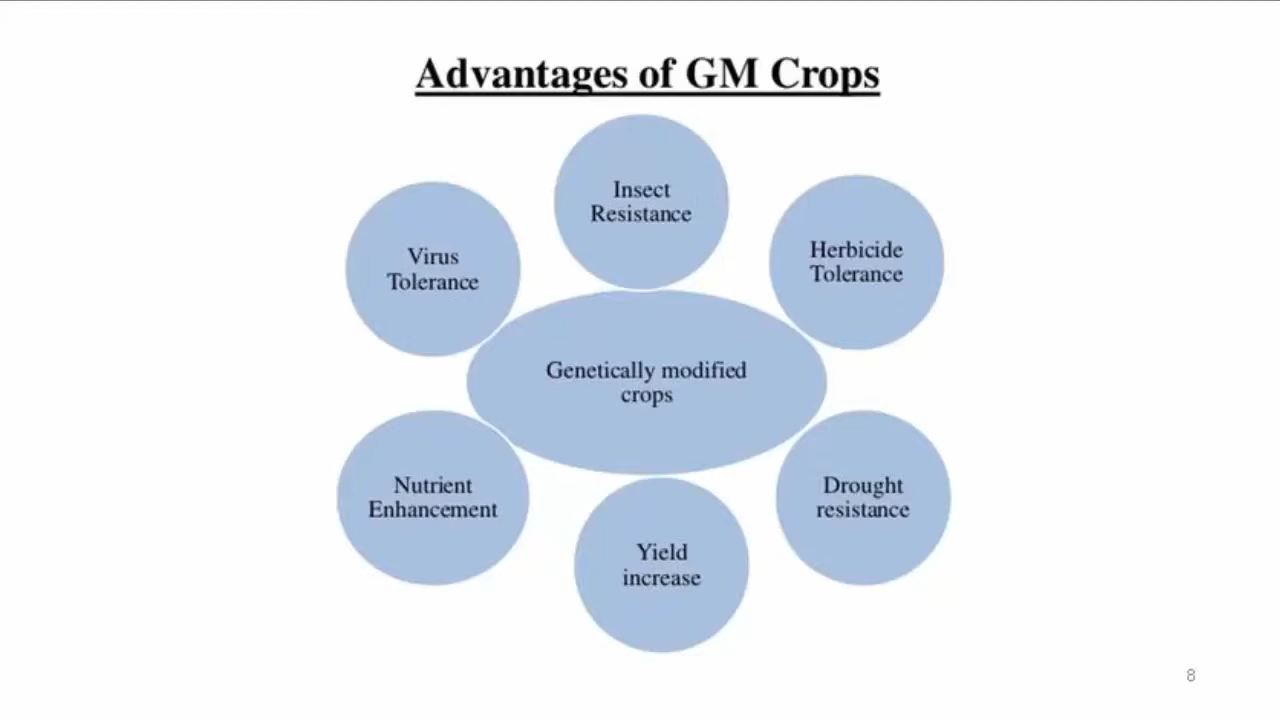 Advantages of GM Crops
Insect
Resistance
Herbicide
Tolerance
Virus
Tolerance
Genetically modified
crops
Nutrient
Enhancement
Drought
resistance
Yield
increase
8